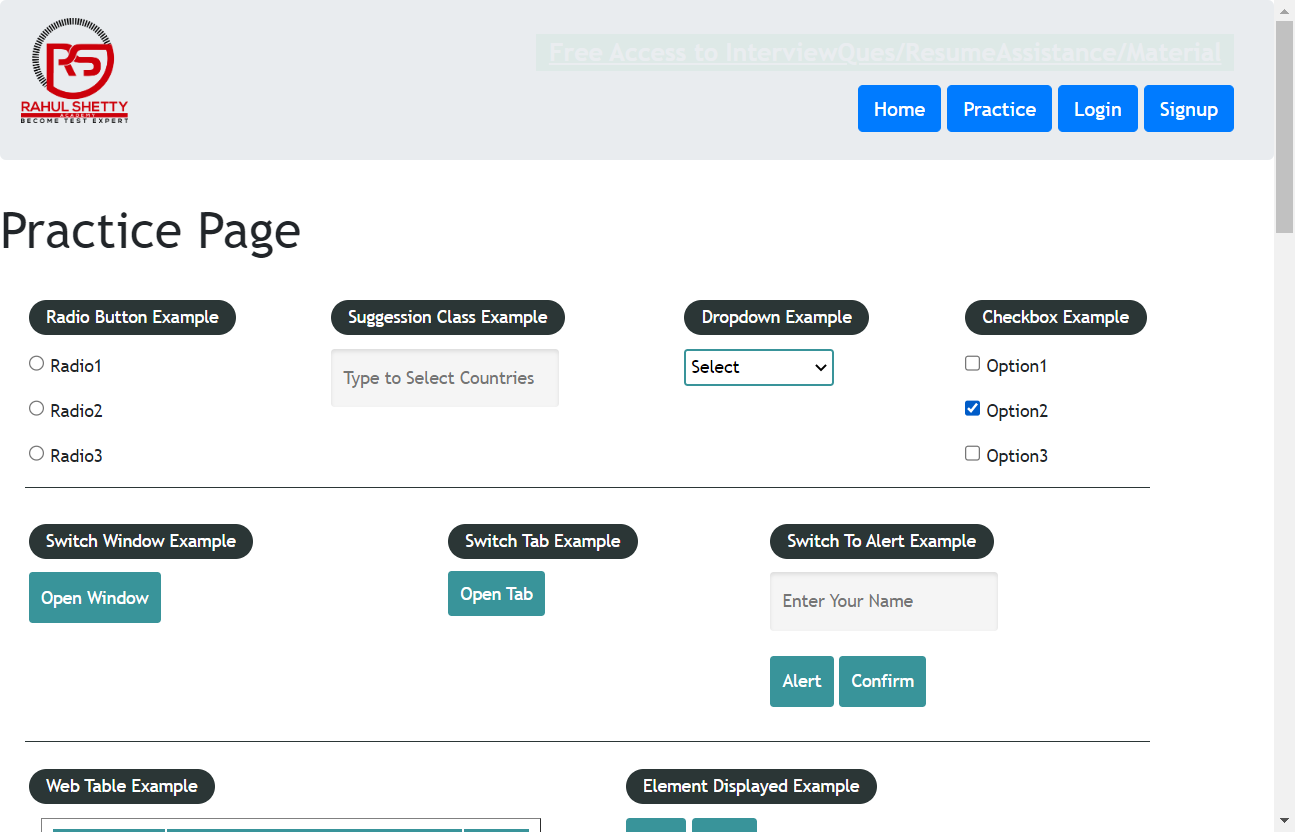 RS
RAHUL SHETTY
ACADEMY
BECOME TEST EXPERT
Free Access to InterviewQues/ResumeAssistance/Material
Home Practice Login Signup
Practice Page
Radio Button Example
Radio1
Radio2
Radio3
Suggession Class Example
Type to Select Countries
Dropdown Example
Select
Checkbox Example
Option1
Option2
Option3
Switch Window Example
Open Window
Switch Tab Example
Open Tab
Switch To Alert Example
Enter Your Name
Alert Confirm
Web Table Example
Element Displayed Example